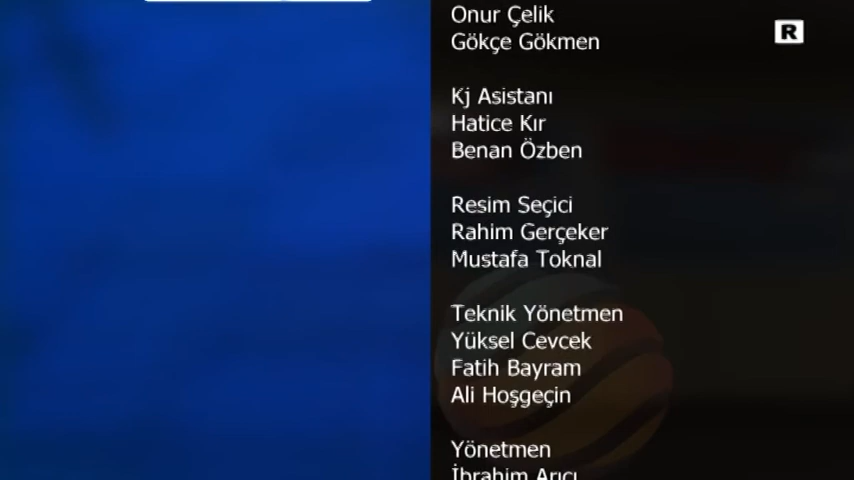 Onur Çelik
Gökçe Gökmen
R
Kj Asistanı
Hatice Kır
Benan Özben
Resim Seçici
Rahim Gerçeker
Mustafa Toknal
Teknik Yönetmen
Yüksel Cevcek
Fatih Bayram
Ali Hoşgeçin
Yönetmen
İbrahim Arıcı